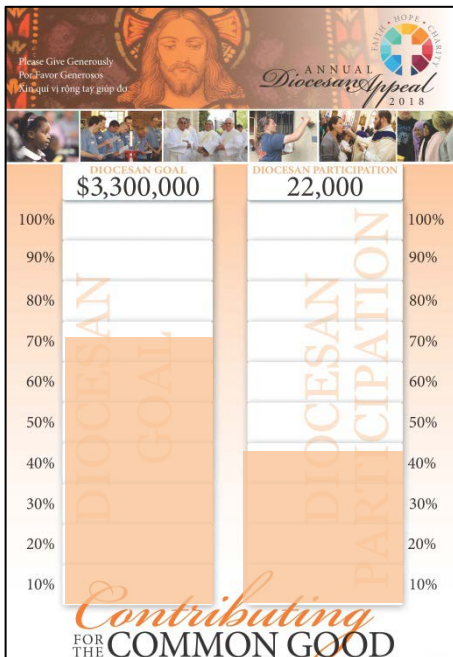 Please Give Generously
Por Favor Generosos
Xin quí vị rộng tay giúp đơ
FAITH · HOPE · CHARITY
ANNUAL
Diocesan Appeal
2018
DIOCESAN GOAL
$3,300,000
DIOCESAN PARTICIPATION
22,000
100%
90%
80%
70%
60%
50%
40%
30%
20%
10%
DIOCESAN
GOAL
DIOCESAN
PARTICIPATION
100%
90%
80%
70%
60%
50%
40%
30%
20%
10%
Contributing
FOR THE COMMON GOOD